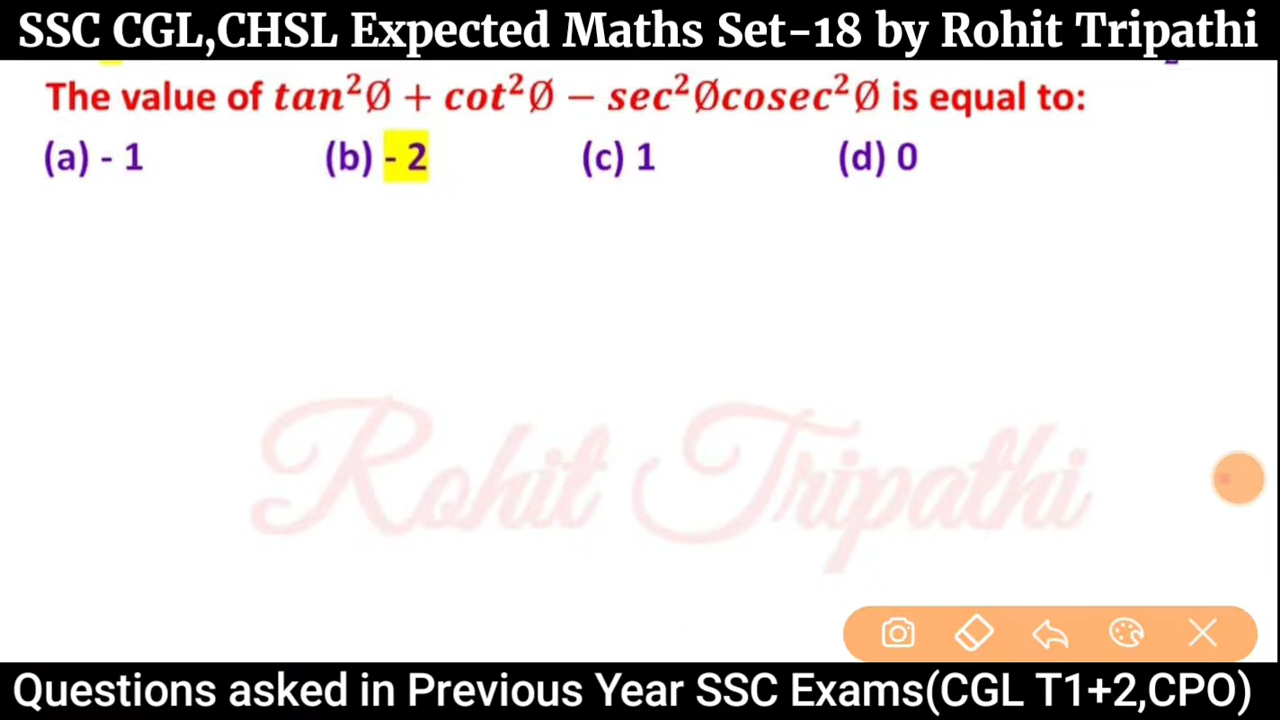 SSC CGL,CHSL Expected Maths Set-18 by Rohit Tripathi
The value of tan²Ø + cot²Ø − sec²Øcosec²Ø is equal to:
(a) - 1 (b) - 2 (c) 1 (d) 0
Rohit Tripathi
Questions asked in Previous Year SSC Exams(CGL T1+2,CPO)